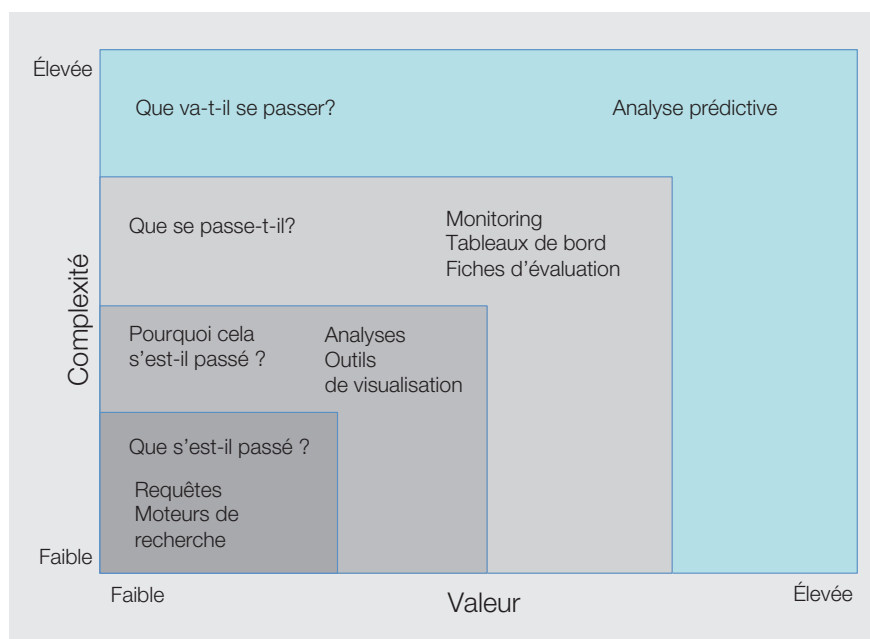 Élevée
Que va-t-il se passer?
Analyse prédictive
Que se passe-t-il?
Monitoring
Tableaux de bord
Fiches d’évaluation
Complexité
Pourquoi cela
s’est-il passé ?
Analyses
Outils
de visualisation
Que s’est-il passé ?
Requêtes
Moteurs de
recherche
Faible
Faible
Valeur
Élevée